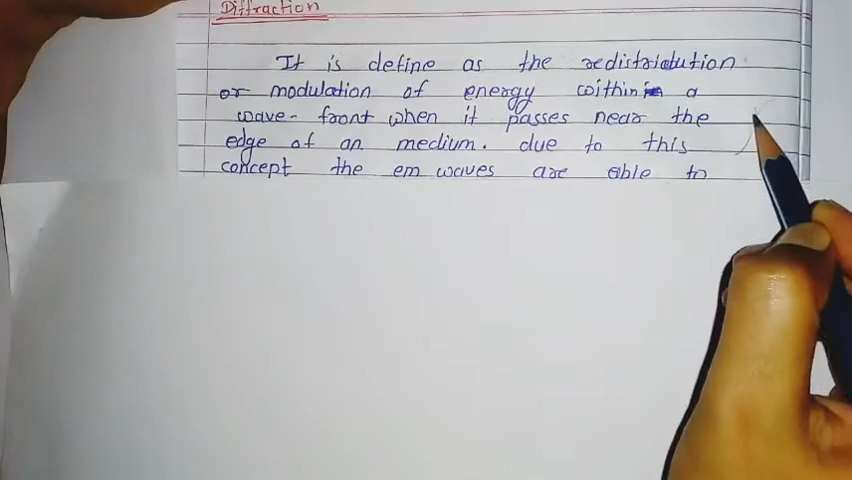 Diffraction
It is define as the redistriatution
or modulation of energy within a
wave- front when it passes near the
edge of an medium. due to this
concept the em waves are able to